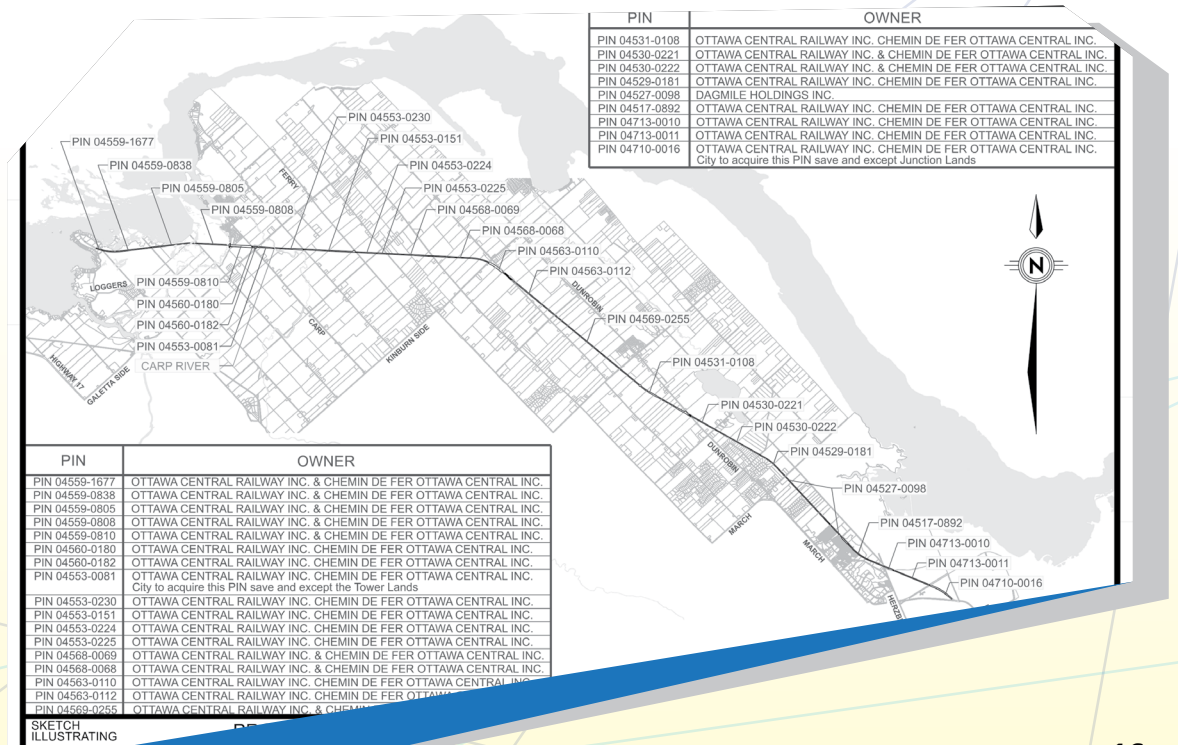 PIN OWNER
PIN 04531-0108 OTTAWA CENTRAL RAILWAY INC. CHEMIN DE FER OTTAWA CENTRAL INC.
PIN 04530-0221 OTTAWA CENTRAL RAILWAY INC. & CHEMIN DE FER OTTAWA CENTRAL INC.
PIN 04530-0222 OTTAWA CENTRAL RAILWAY INC. & CHEMIN DE FER OTTAWA CENTRAL INC.
PIN 04529-0181 OTTAWA CENTRAL RAILWAY INC. CHEMIN DE FER OTTAWA CENTRAL INC.
PIN 04527-0098 DAGMILE HOLDINGS INC.
PIN 04517-0892 OTTAWA CENTRAL RAILWAY INC. CHEMIN DE FER OTTAWA CENTRAL INC.
PIN 04713-0010 OTTAWA CENTRAL RAILWAY INC. CHEMIN DE FER OTTAWA CENTRAL INC.
PIN 04713-0011 OTTAWA CENTRAL RAILWAY INC. CHEMIN DE FER OTTAWA CENTRAL INC.
PIN 04710-0016 OTTAWA CENTRAL RAILWAY INC. CHEMIN DE FER OTTAWA CENTRAL INC.
City to acquire this PIN save and except Junction Lands
PIN 04553-0230
PIN 04559-1677
PIN 04553-0151
PIN 04559-0838
PIN 04553-0224
FERRY
PIN 04559-0805
PIN 04553-0225
PIN 04559-0808
PIN 04568-0069
PIN 04568-0068
PIN 04563-0110
N
PIN 04563-0112
PIN 04559-0810
LOGGERS
DUNROBIN
PIN 04560-0180
PIN 04569-0255
PIN 04560-0182
CARP
KINBURN SIDE
PIN 04553-0081
CARP RIVER
PIN 04531-0108
HIGHWAY 17
GALETTA SIDE
PIN 04530-0221
PIN 04530-0222
DUNROBIN
PIN 04529-0181
PIN 04527-0098
MARCH
PIN 04517-0892
MARCH
PIN 04713-0010
PIN 04713-0011
PIN 04710-0016
PIN OWNER
PIN 04559-1677 OTTAWA CENTRAL RAILWAY INC. & CHEMIN DE FER OTTAWA CENTRAL INC.
PIN 04559-0838 OTTAWA CENTRAL RAILWAY INC. & CHEMIN DE FER OTTAWA CENTRAL INC.
PIN 04559-0805 OTTAWA CENTRAL RAILWAY INC. & CHEMIN DE FER OTTAWA CENTRAL INC.
PIN 04559-0808 OTTAWA CENTRAL RAILWAY INC. & CHEMIN DE FER OTTAWA CENTRAL INC.
PIN 04559-0810 OTTAWA CENTRAL RAILWAY INC. & CHEMIN DE FER OTTAWA CENTRAL INC.
PIN 04560-0180 OTTAWA CENTRAL RAILWAY INC. CHEMIN DE FER OTTAWA CENTRAL INC.
PIN 04560-0182 OTTAWA CENTRAL RAILWAY INC. CHEMIN DE FER OTTAWA CENTRAL INC.
PIN 04553-0081 OTTAWA CENTRAL RAILWAY INC. CHEMIN DE FER OTTAWA CENTRAL INC.
City to acquire this PIN save and except the Tower Lands
PIN 04553-0230 OTTAWA CENTRAL RAILWAY INC. CHEMIN DE FER OTTAWA CENTRAL INC.
PIN 04553-0151 OTTAWA CENTRAL RAILWAY INC. CHEMIN DE FER OTTAWA CENTRAL INC.
PIN 04553-0224 OTTAWA CENTRAL RAILWAY INC. CHEMIN DE FER OTTAWA CENTRAL INC.
PIN 04553-0225 OTTAWA CENTRAL RAILWAY INC. CHEMIN DE FER OTTAWA CENTRAL INC.
PIN 04568-0069 OTTAWA CENTRAL RAILWAY INC. & CHEMIN DE FER OTTAWA CENTRAL INC.
PIN 04568-0068 OTTAWA CENTRAL RAILWAY INC. & CHEMIN DE FER OTTAWA CENTRAL INC.
PIN 04563-0110 OTTAWA CENTRAL RAILWAY INC. CHEMIN DE FER OTTAWA CENTRAL INC.
PIN 04563-0112 OTTAWA CENTRAL RAILWAY INC. CHEMIN DE FER
PIN 04569-0255 OTTAWA CENTRAL RAILWAY INC. &
SKETCH
ILLUSTRATING